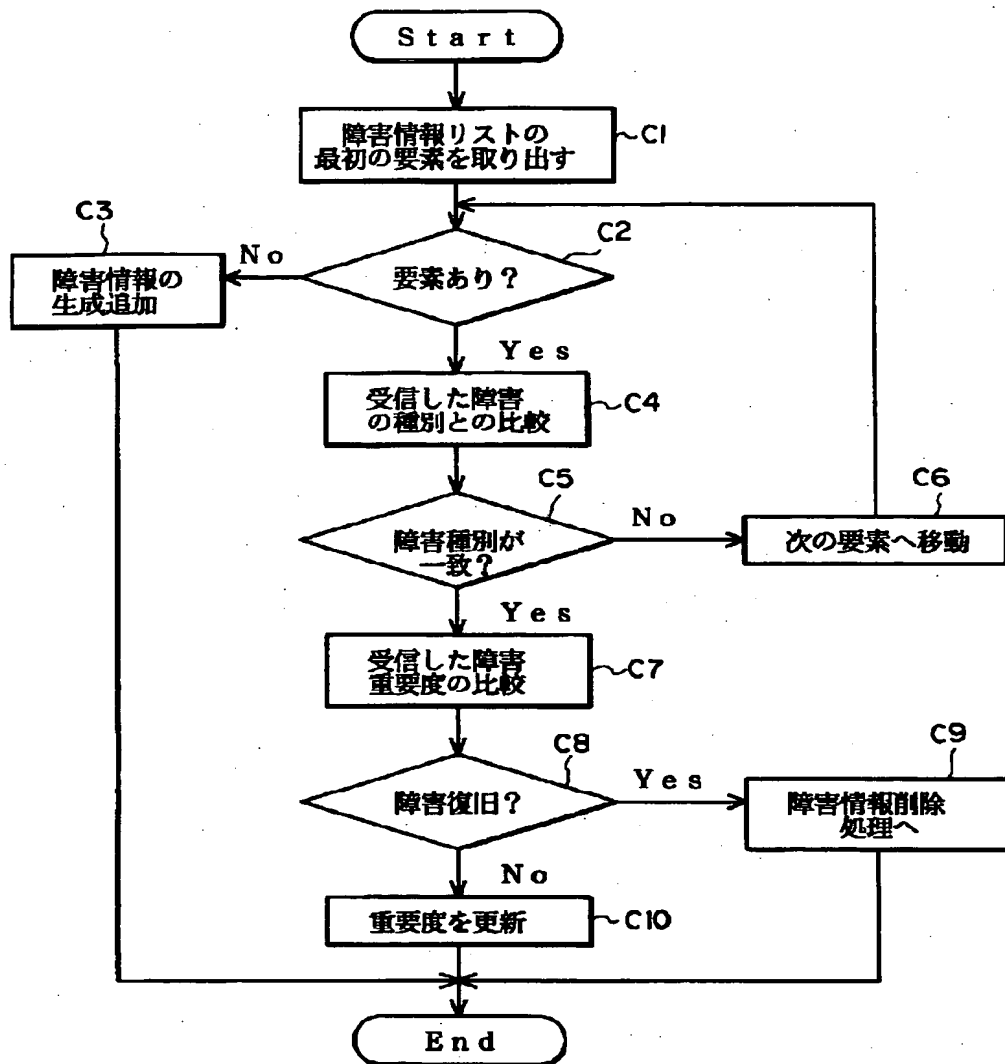 Start
障害情報リストの
最初の要素を取り出す
C1
C3
C2
No
要素あり?
障害情報の
生成追加
Yes
受信した障害
の種別との比較
C4
C5
C6
No
障害種別が
一致?
次の要素へ移動
Yes
受信した障害
重要度の比較
C7
C8
C9
Yes
障害復旧?
障害情報削除
処理へ
No
重要度を更新
C10
End